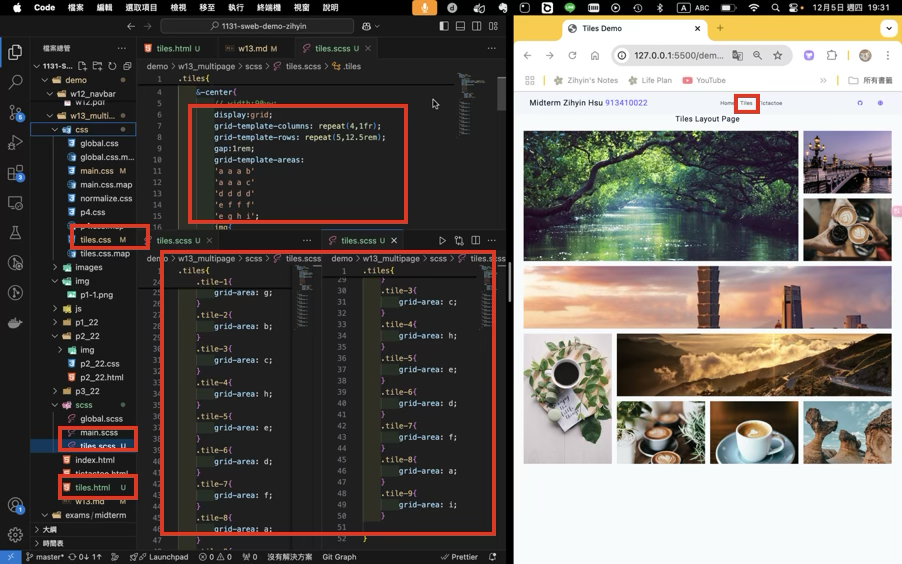 Code 檔案 編輯 選取項目 檢視 移至 執行 終端機 視窗 說明
ABC 12月5日 週四 19:31
1131-sweb-demo-zihyin
檔案總管
1131-S...
demo
w12_navbar
w12.pdf
w13_multi...
css
global.css
global.css.m...
main.css M
main.css.map
normalize.css
p4.css
tiles.css M
tiles.css.map
images
img
p1-1.png
js
p1_22
p2_22
img
p2_22.css
p2_22.html
p3_22
scss
global.scss
main.scss
tiles.scss U
index.html
tictactoe.html
tiles.html U
w13.md M
exams / midterm
大綱
時間表
tiles.html U w13.md M tiles.scss U
demo > w13_multipage > scss > tiles.scss > .tiles
1 .tiles{
4 &-center{
5 // width:90vw;
6 display:grid;
7 grid-template-columns: repeat(4,1fr);
8 grid-template-rows: repeat(5,12.5rem);
9 gap:1rem;
10 grid-template-areas:
11 'a a a b'
12 'a a a c'
13 'd d d d'
14 'e f f f'
15 'e g h i';
16 img{
tiles.scss U
demo > w13_multipage > scss > tiles.scss
1 .tiles{
24 .tile-1{
25 grid-area: g;
26 }
27 .tile-2{
28 grid-area: b;
29 }
30 .tile-3{
31 grid-area: c;
32 }
33 .tile-4{
34 grid-area: h;
35 }
36 .tile-5{
37 grid-area: e;
38 }
39 .tile-6{
40 grid-area: d;
41 }
42 .tile-7{
43 grid-area: f;
44 }
45 .tile-8{
46 grid-area: a;
47 }
tiles.scss U
demo > w13_multipage > scss > tiles.scss
1 .tiles{
29 }
30 .tile-3{
31 grid-area: c;
32 }
33 .tile-4{
34 grid-area: h;
35 }
36 .tile-5{
37 grid-area: e;
38 }
39 .tile-6{
40 grid-area: d;
41 }
42 .tile-7{
43 grid-area: f;
44 }
45 .tile-8{
46 grid-area: a;
47 }
48 .tile-9{
49 grid-area: i;
50 }
51
52 }
master* 0↓ 1↑ Launchpad 0 0 0 沒有解決方案 Git Graph Prettier
Tiles Demo
127.0.0.1:5500/dem...
Zihyin's Notes Life Plan YouTube 所有書籤
Midterm Zihyin Hsu 913410022
Home Tiles Tictactoe
Tiles Layout Page